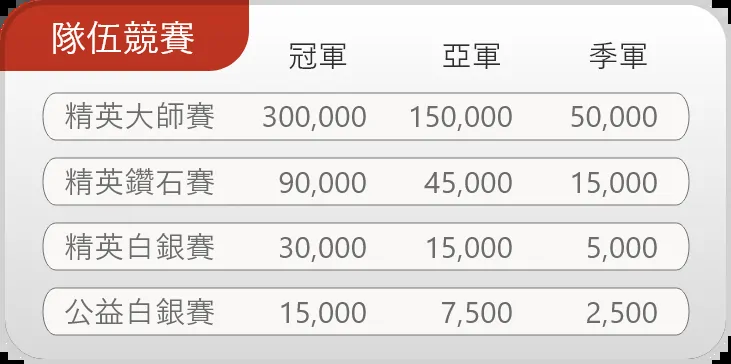 隊伍競賽
冠軍 亞軍 季軍
精英大師賽 300,000 150,000 50,000
精英鑽石賽 90,000 45,000 15,000
精英白銀賽 30,000 15,000 5,000
公益白銀賽 15,000 7,500 2,500